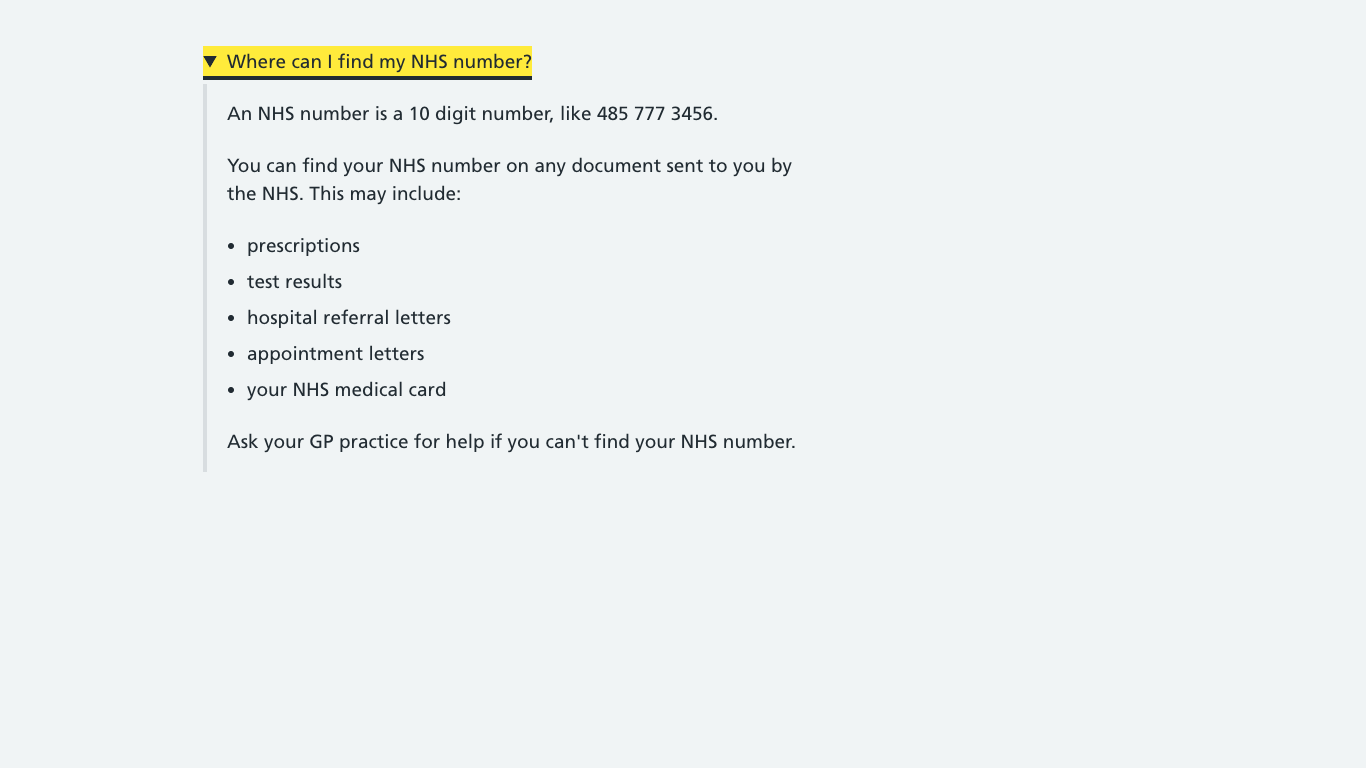 Where can I find my NHS number?
An NHS number is a 10 digit number, like 485 777 3456.
You can find your NHS number on any document sent to you by
the NHS. This may include:
• prescriptions
• test results
• hospital referral letters
• appointment letters
• your NHS medical card
Ask your GP practice for help if you can't find your NHS number.